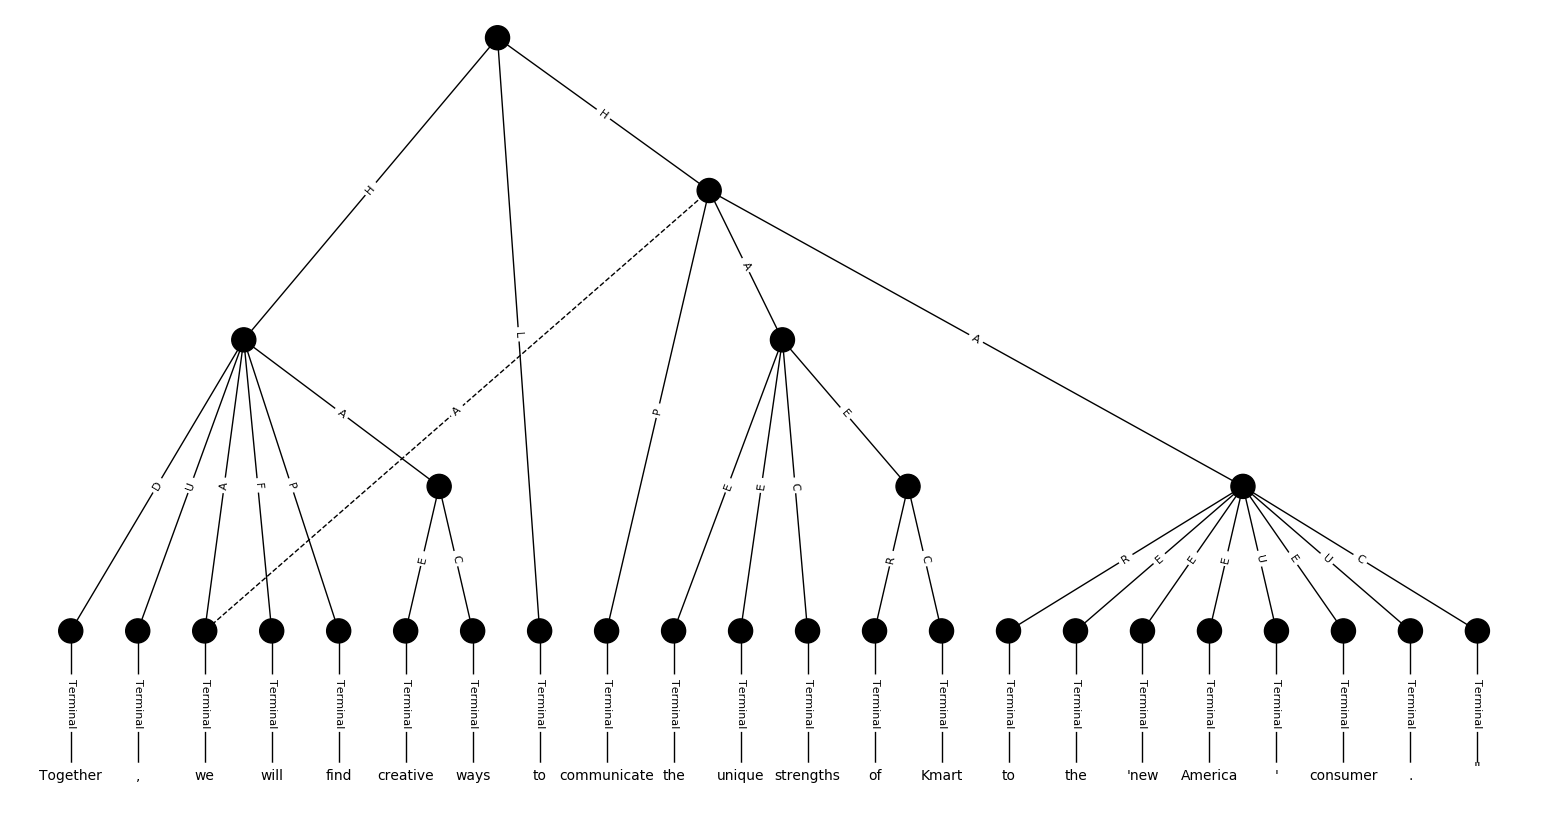 H
H
A
L
A
A
A
P
E
D
U
A
F
P
E
E
C
E
C
R
C
R
E
E
E
U
E
U
C
Terminal Terminal Terminal Terminal Terminal Terminal Terminal Terminal Terminal Terminal Terminal Terminal Terminal Terminal Terminal Terminal Terminal Terminal Terminal Terminal Terminal Terminal
Together , we will find creative ways to communicate the unique strengths of Kmart to the 'new America ' consumer . "